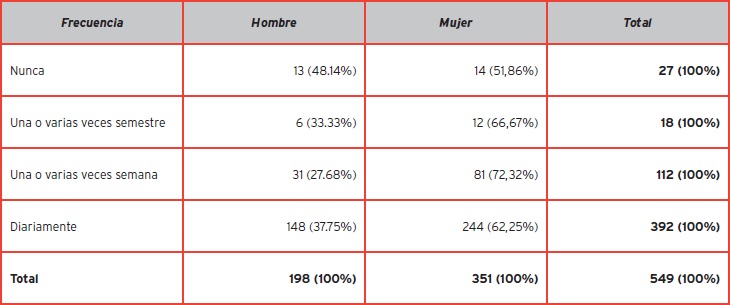 Frecuencia Hombre Mujer Total
Nunca 13 (48.14%) 14 (51,86%) 27 (100%)
Una o varias veces semestre 6 (33.33%) 12 (66,67%) 18 (100%)
Una o varias veces semana 31 (27.68%) 81 (72,32%) 112 (100%)
Diariamente 148 (37.75%) 244 (62,25%) 392 (100%)
Total 198 (100%) 351 (100%) 549 (100%)